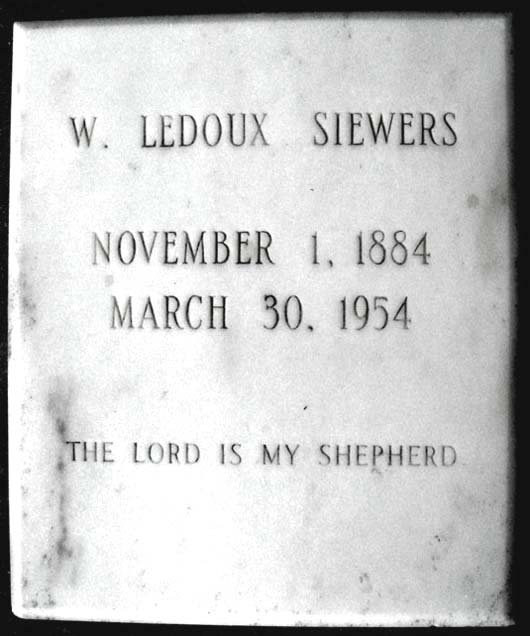 W. LEDOUX SIEWERS
NOVEMBER 1, 1884
MARCH 30, 1954
THE LORD IS MY SHEPHERD